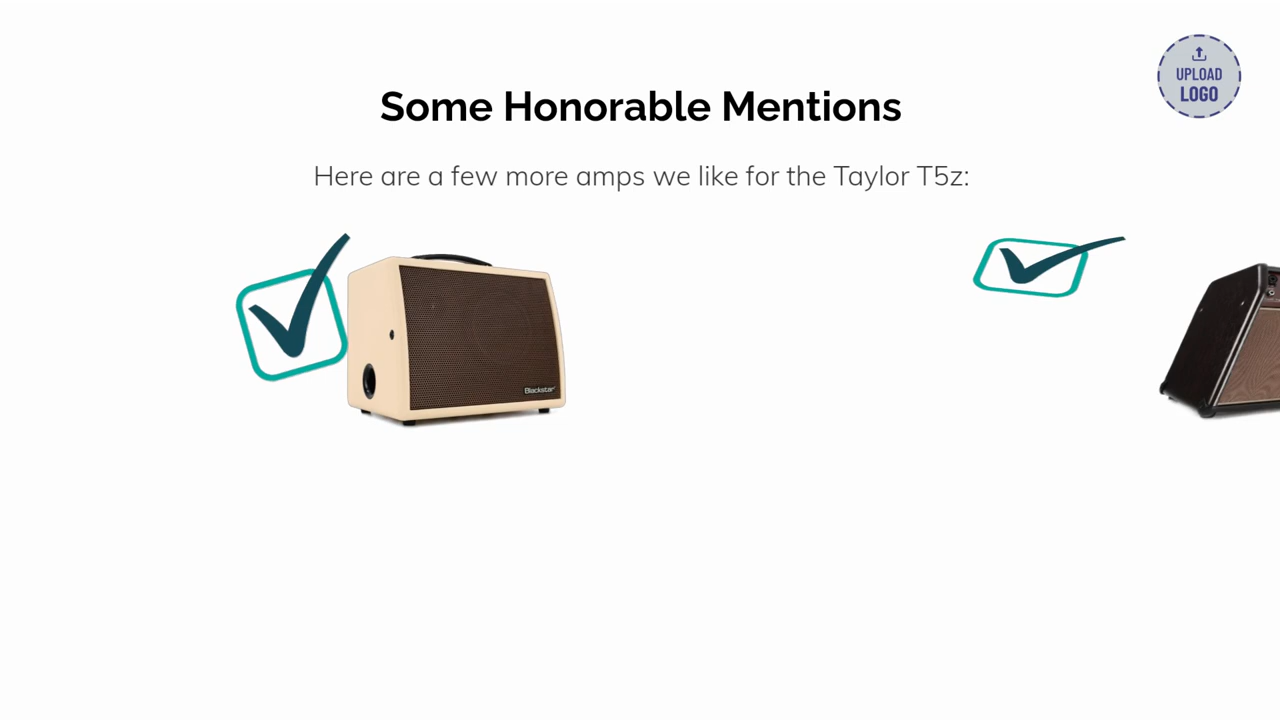 UPLOAD
LOGO
Some Honorable Mentions
Here are a few more amps we like for the Taylor T5z:
Blackstar